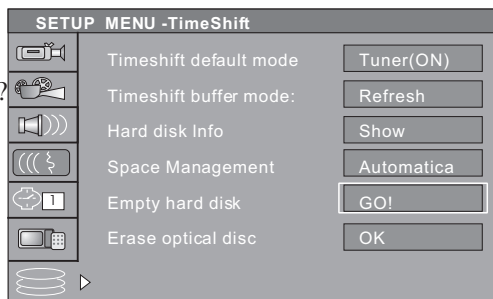 SETUP MENU -TimeShift
Timeshift default mode Tuner(ON)
? Timeshift buffer mode: Refresh
Hard disk Info Show
Space Management Automatica
1 Empty hard disk GO!
Erase optical disc OK